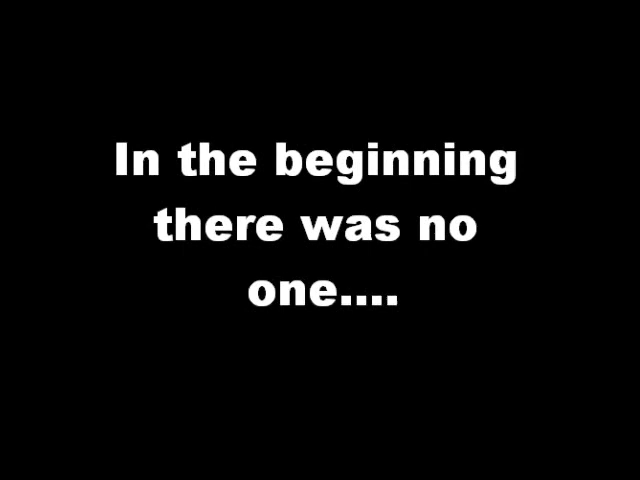 In the beginning
there was no
one....